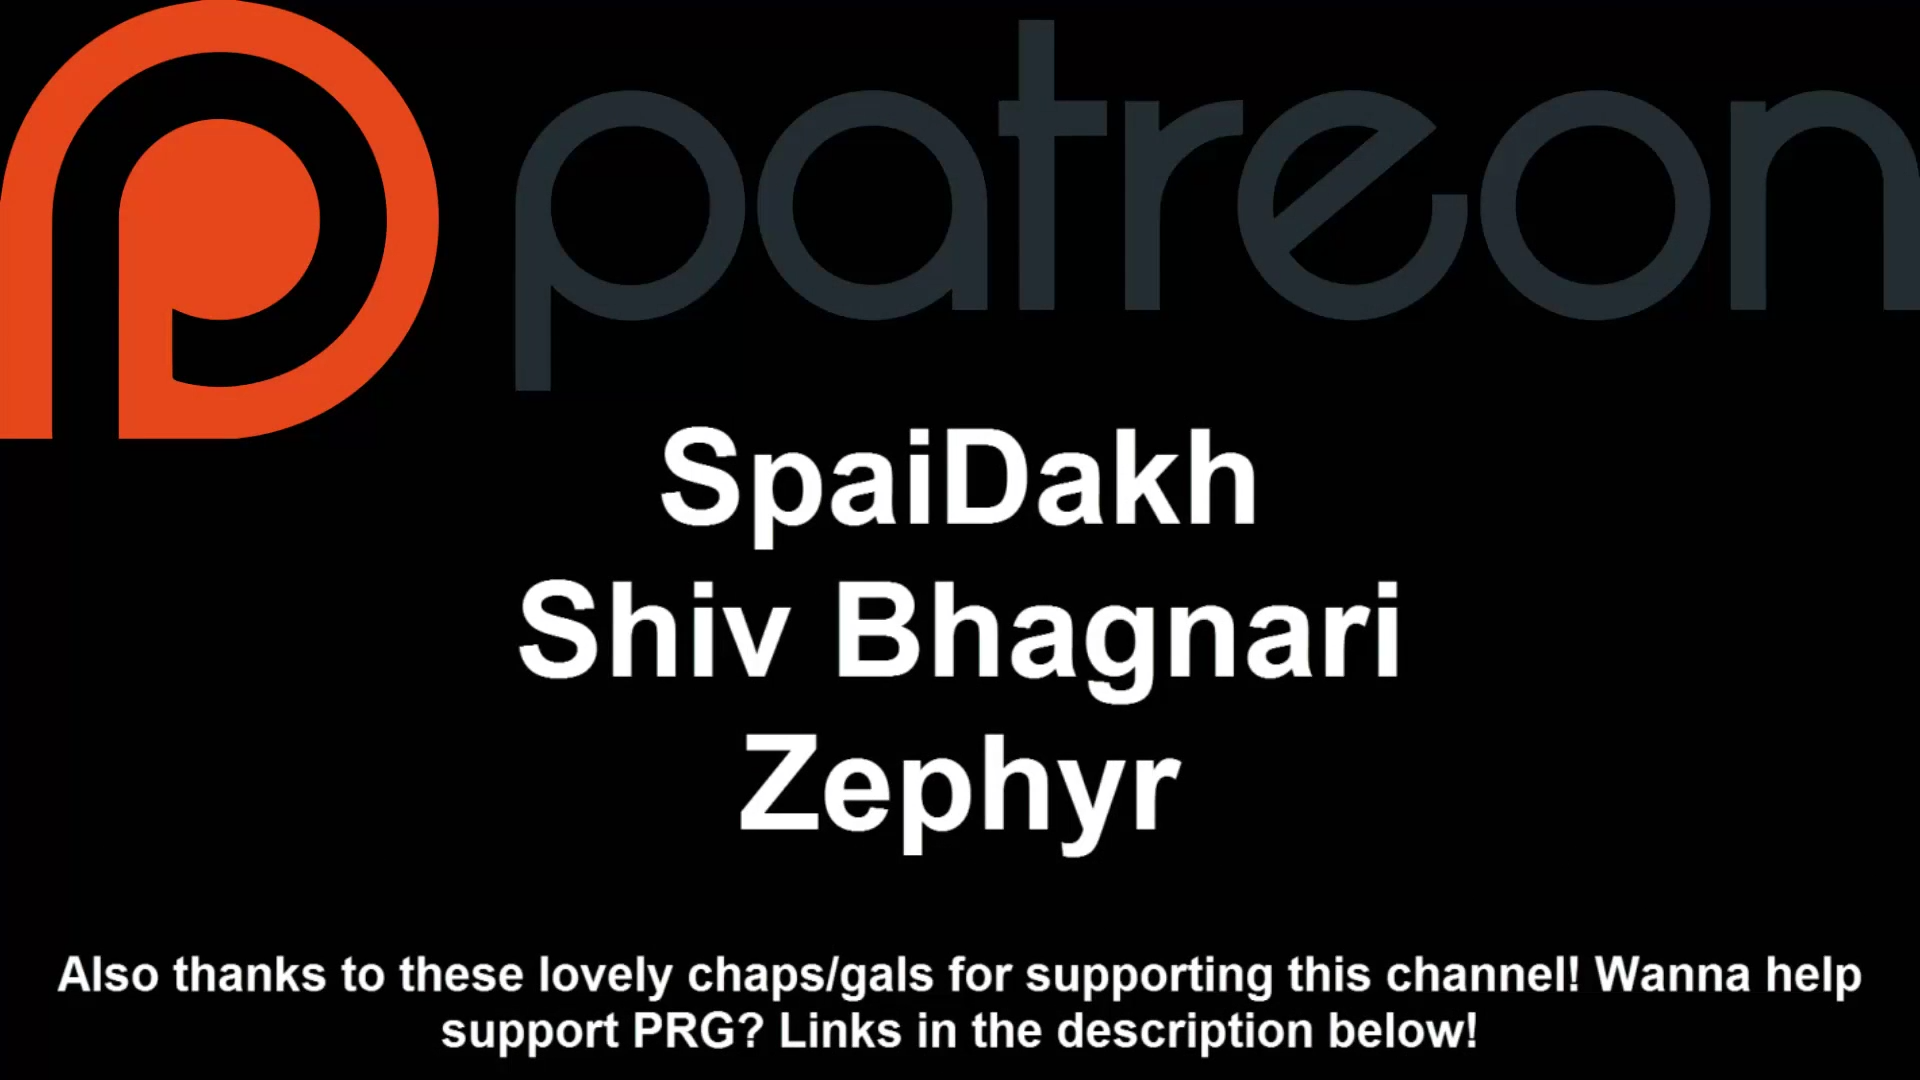 patreon
SpaiDakh
Shiv Bhagnari
Zephyr
Also thanks to these lovely chaps/gals for supporting this channel! Wanna help
support PRG? Links in the description below!